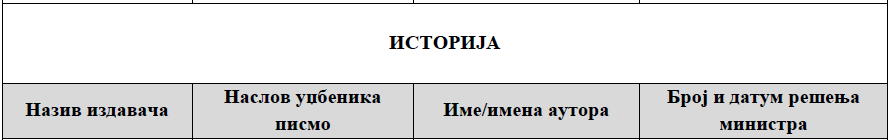 ИСТОРИЈА
Назив издавача
Наслов уџбеника
писмо
Име/имена аутора
Број и датум решења
министра